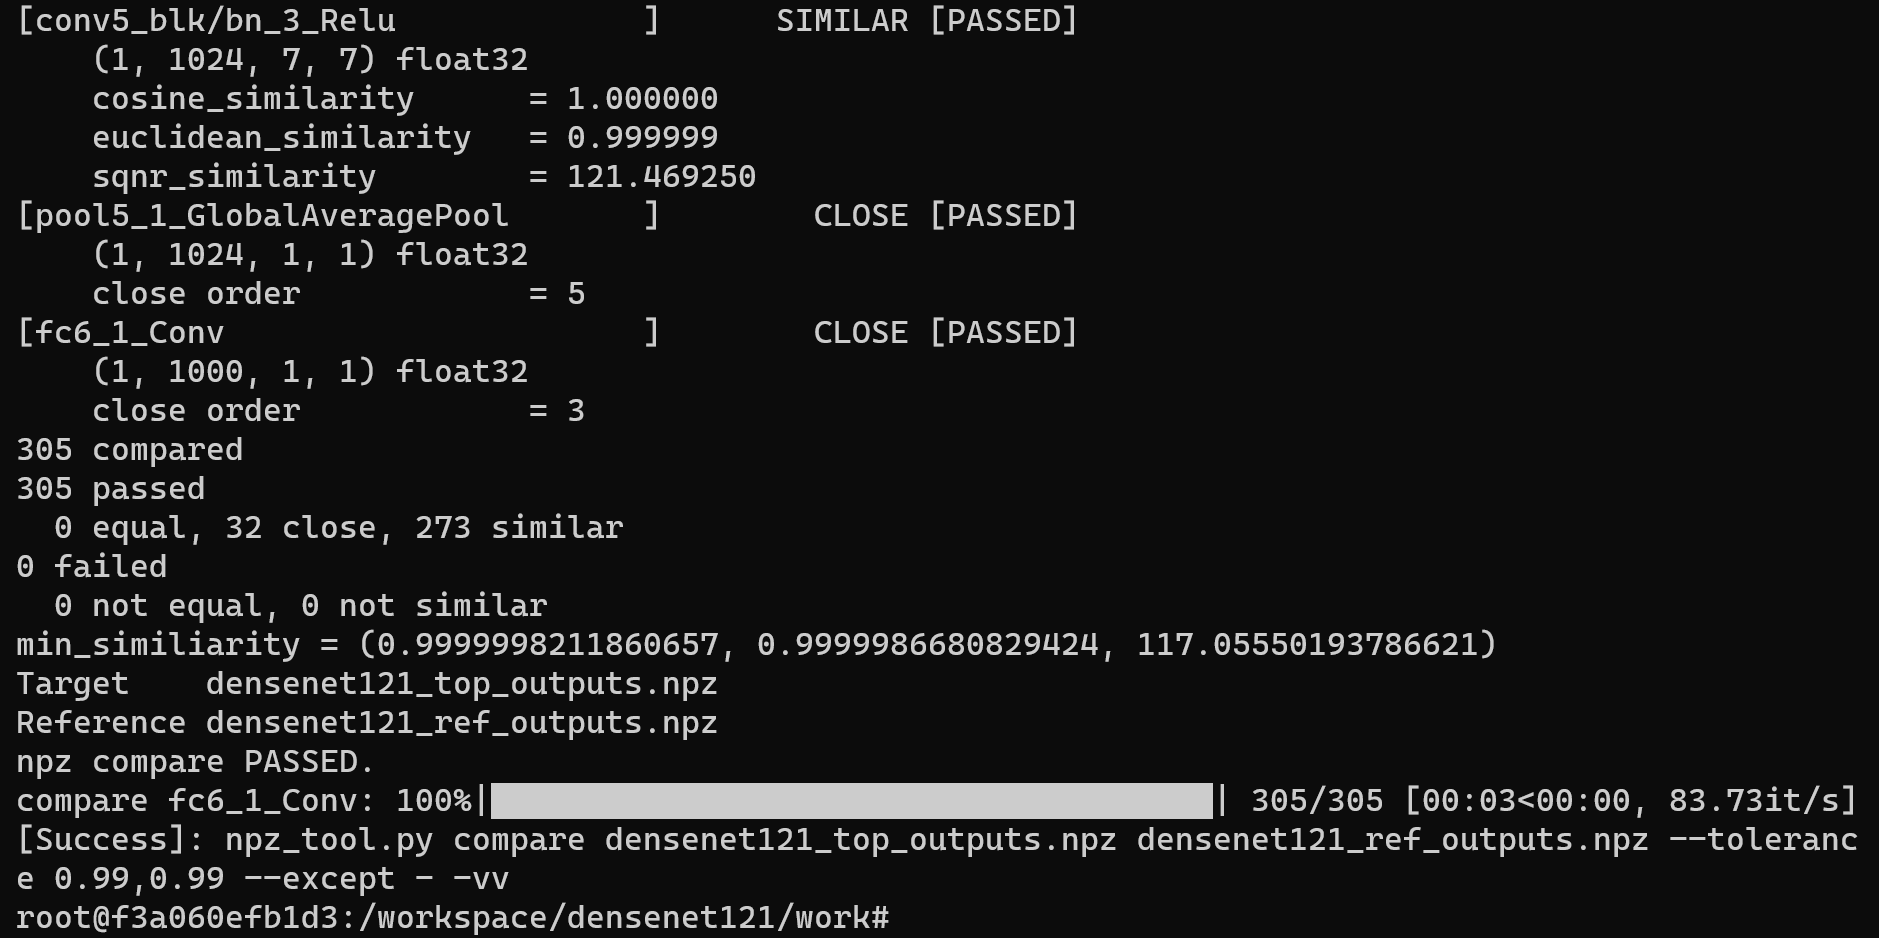 [conv5_blk/bn_3_Relu             ]      SIMILAR [PASSED]
    (1, 1024, 7, 7) float32
    cosine_similarity      = 1.000000
    euclidean_similarity   = 0.999999
    sqnr_similarity        = 121.469250
[pool5_1_GlobalAveragePool       ]        CLOSE [PASSED]
    (1, 1024, 1, 1) float32
    close order            = 5
[fc6_1_Conv                      ]        CLOSE [PASSED]
    (1, 1000, 1, 1) float32
    close order            = 3
305 compared
305 passed
  0 equal, 32 close, 273 similar
0 failed
  0 not equal, 0 not similar
min_similiarity = (0.9999998211860657, 0.9999986680829424, 117.05550193786621)
Target    densenet121_top_outputs.npz
Reference densenet121_ref_outputs.npz
npz compare PASSED.
compare fc6_1_Conv: 100%|██████████████████████████████████████| 305/305 [00:03<00:00, 83.73it/s]
[Success]: npz_tool.py compare densenet121_top_outputs.npz densenet121_ref_outputs.npz --toleranc
e 0.99,0.99 --except - -vv
root@f3a060efb1d3:/workspace/densenet121/work#